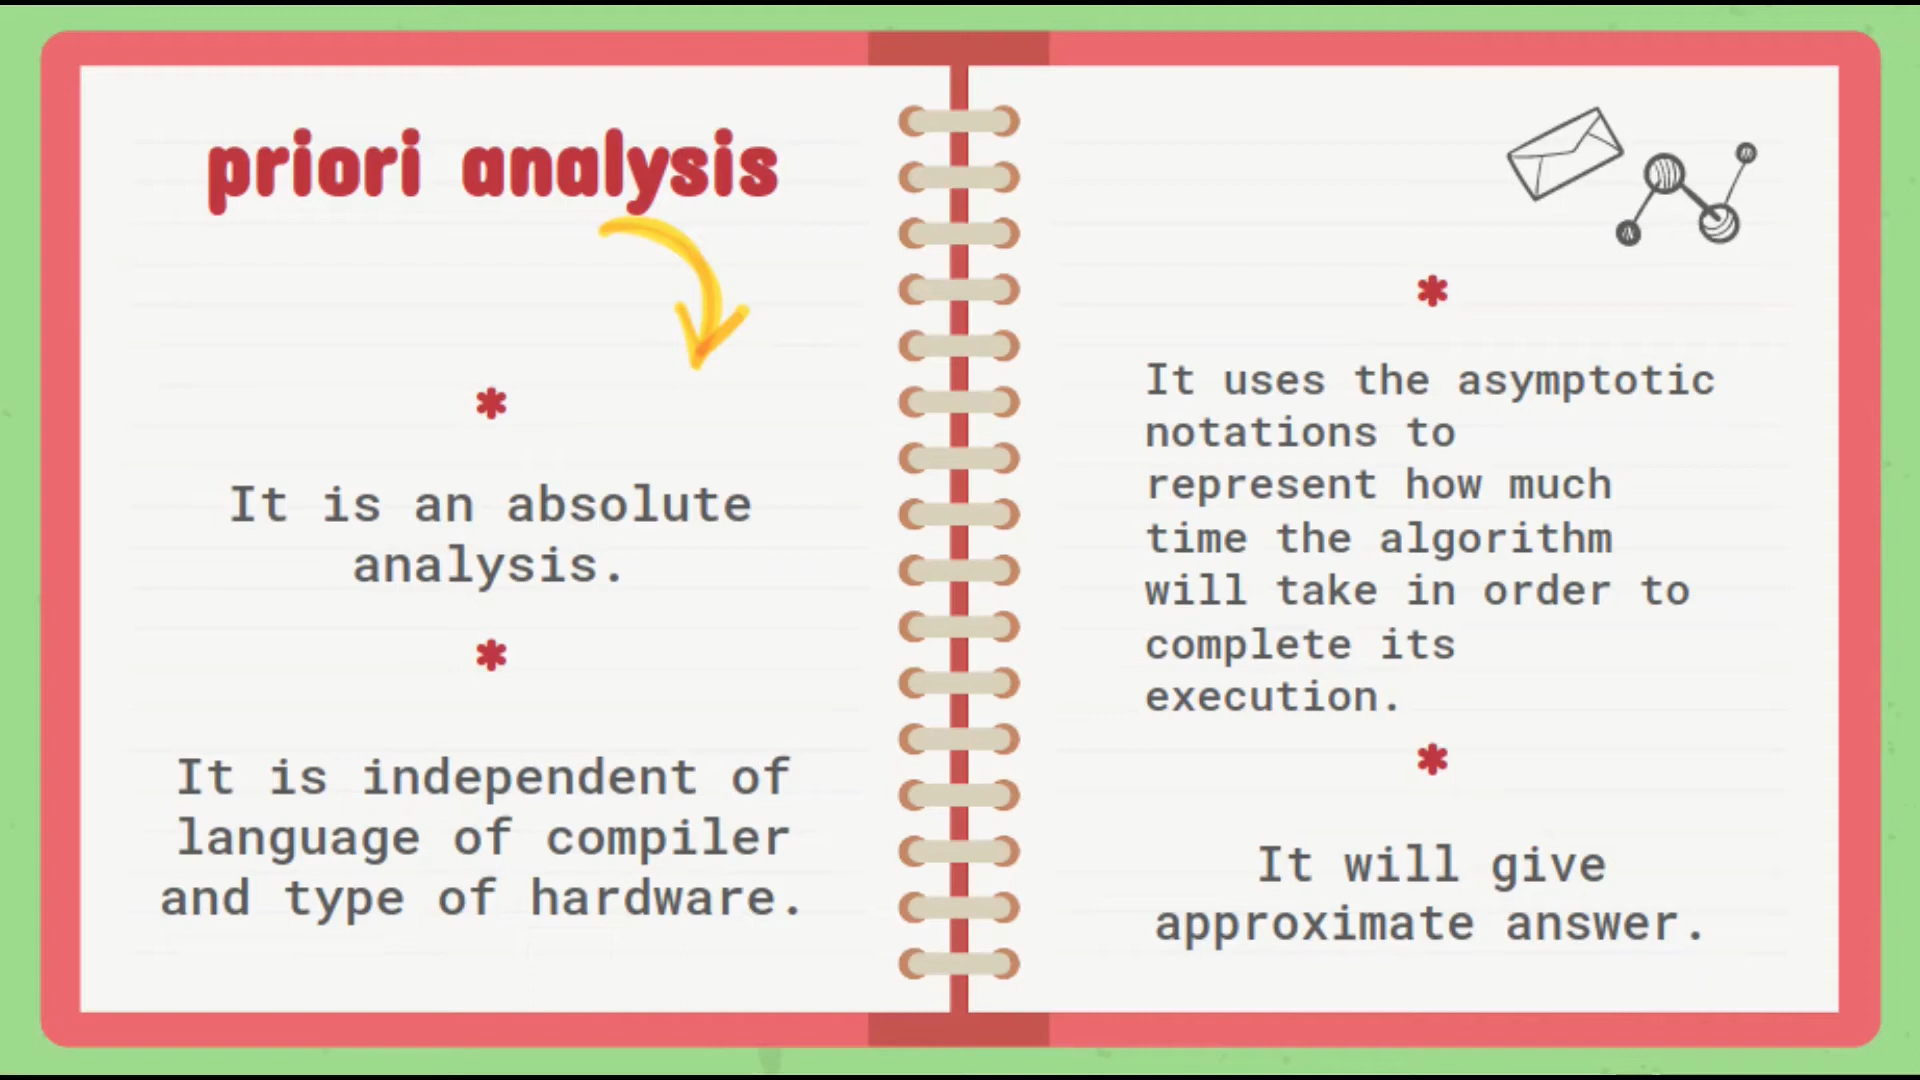 priori analysis
*
It is an absolute
analysis.
*
It is independent of
language of compiler
and type of hardware.
*
It uses the asymptotic
notations to
represent how much
time the algorithm
will take in order to
complete its
execution.
*
It will give
approximate answer.